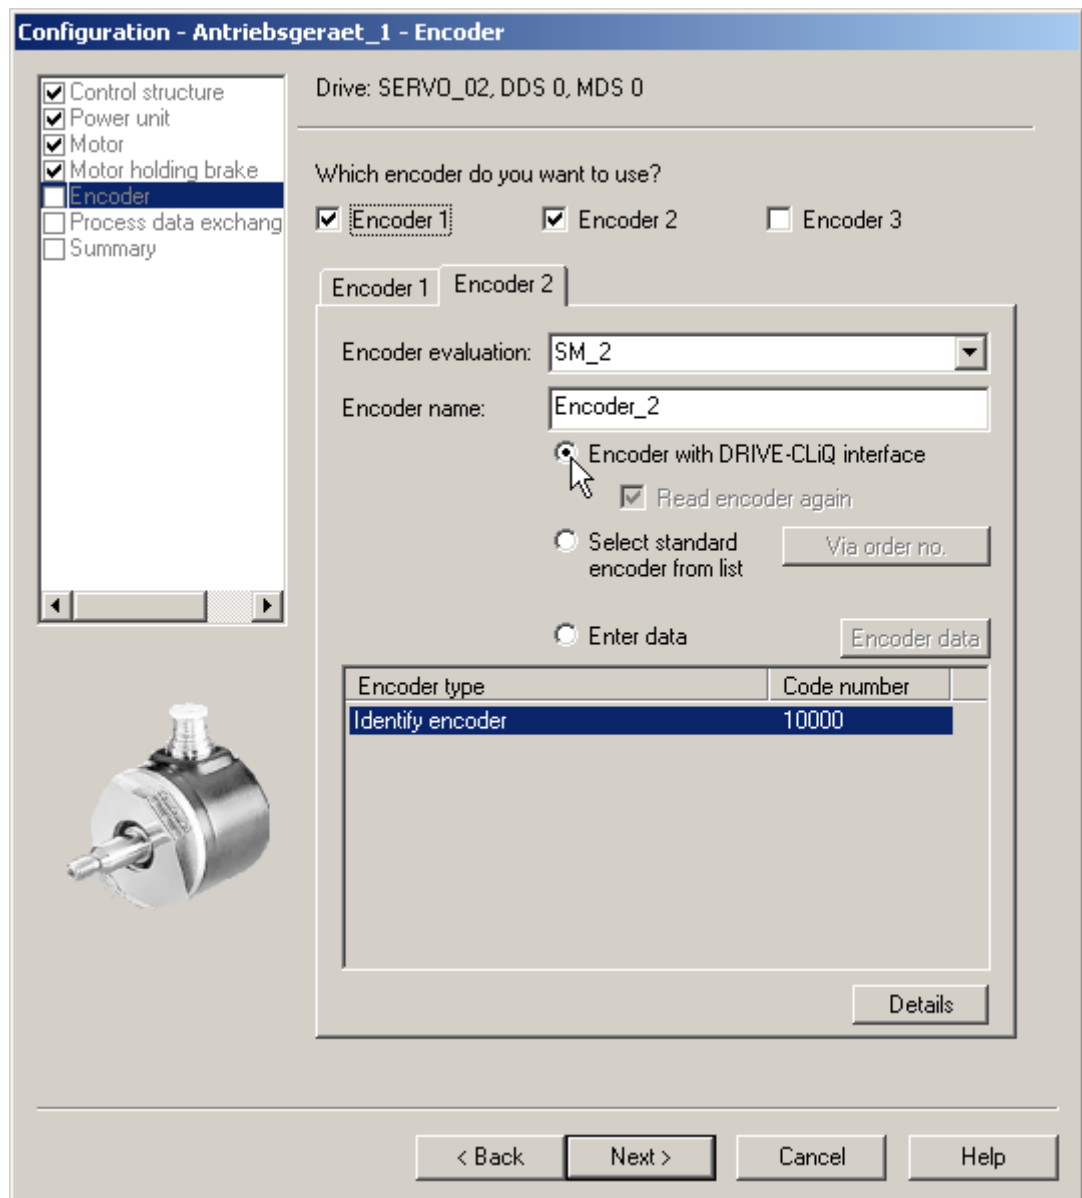 Configuration - Antriebsgeraet_1 - Encoder
Control structure
Power unit
Motor
Motor holding brake
Encoder
Process data exchang
Summary
Drive: SERVO_02, DDS 0, MDS 0
Which encoder do you want to use?
Encoder 1 Encoder 2 Encoder 3
Encoder 1 Encoder 2
Encoder evaluation: SM_2
Encoder name: Encoder_2
Encoder with DRIVE-CLiQ interface
Read encoder again
Select standard
encoder from list
Via order no.
Enter data Encoder data
Encoder type Code number
Identify encoder 10000
Details
< Back Next > Cancel Help